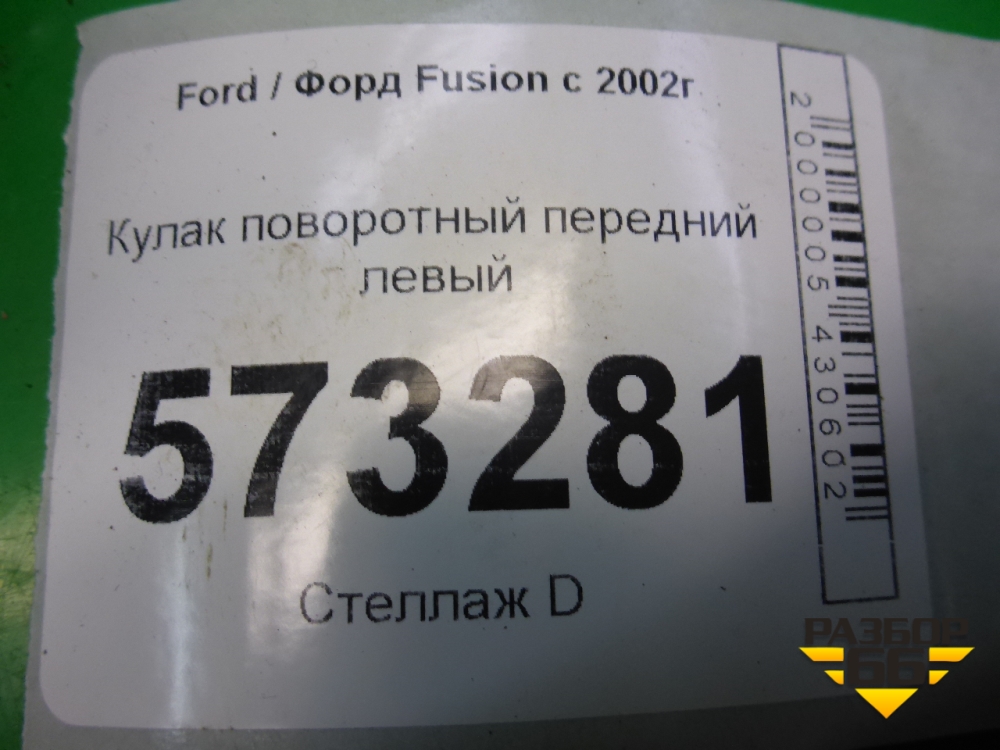 Ford / Форд Fusion с 2002г
Кулак поворотный передний
левый
573281
Стеллаж D
2000005430602
РАЗБОР
66